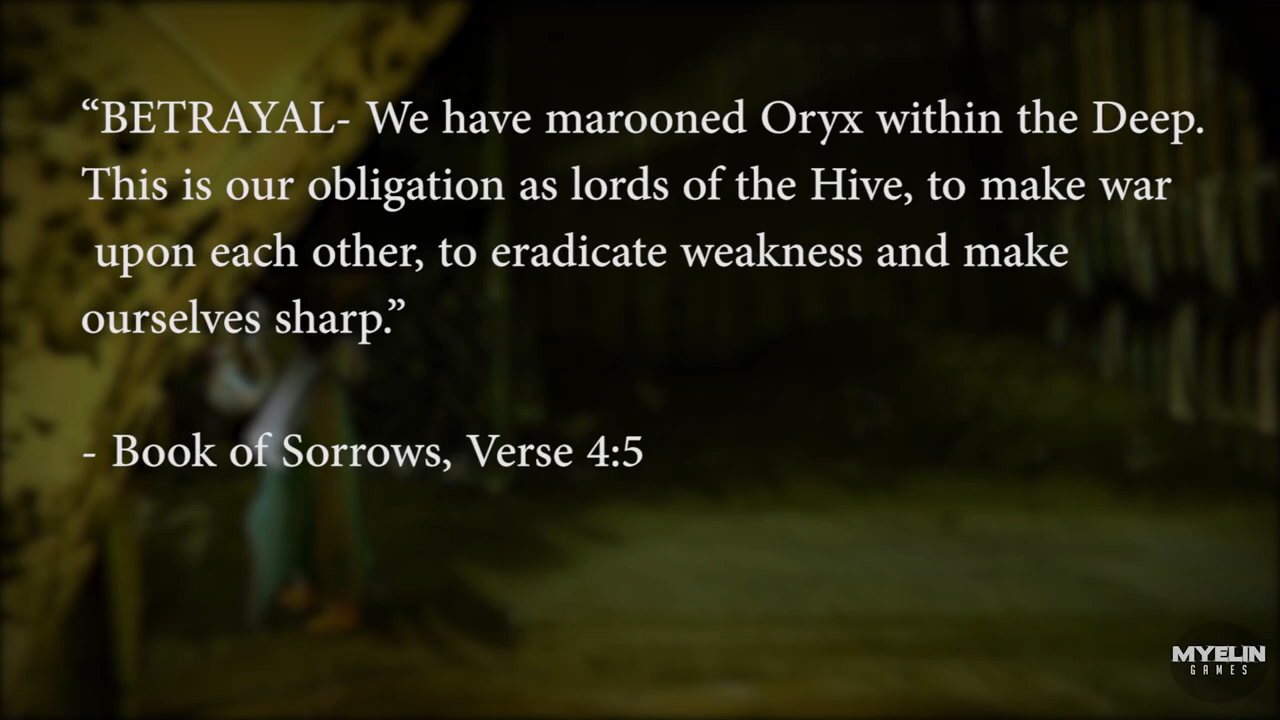 “BETRAYAL- We have marooned Oryx within the Deep.
This is our obligation as lords of the Hive, to make war
upon each other, to eradicate weakness and make
ourselves sharp.”
- Book of Sorrows, Verse 4:5
MYELIN
GAMES